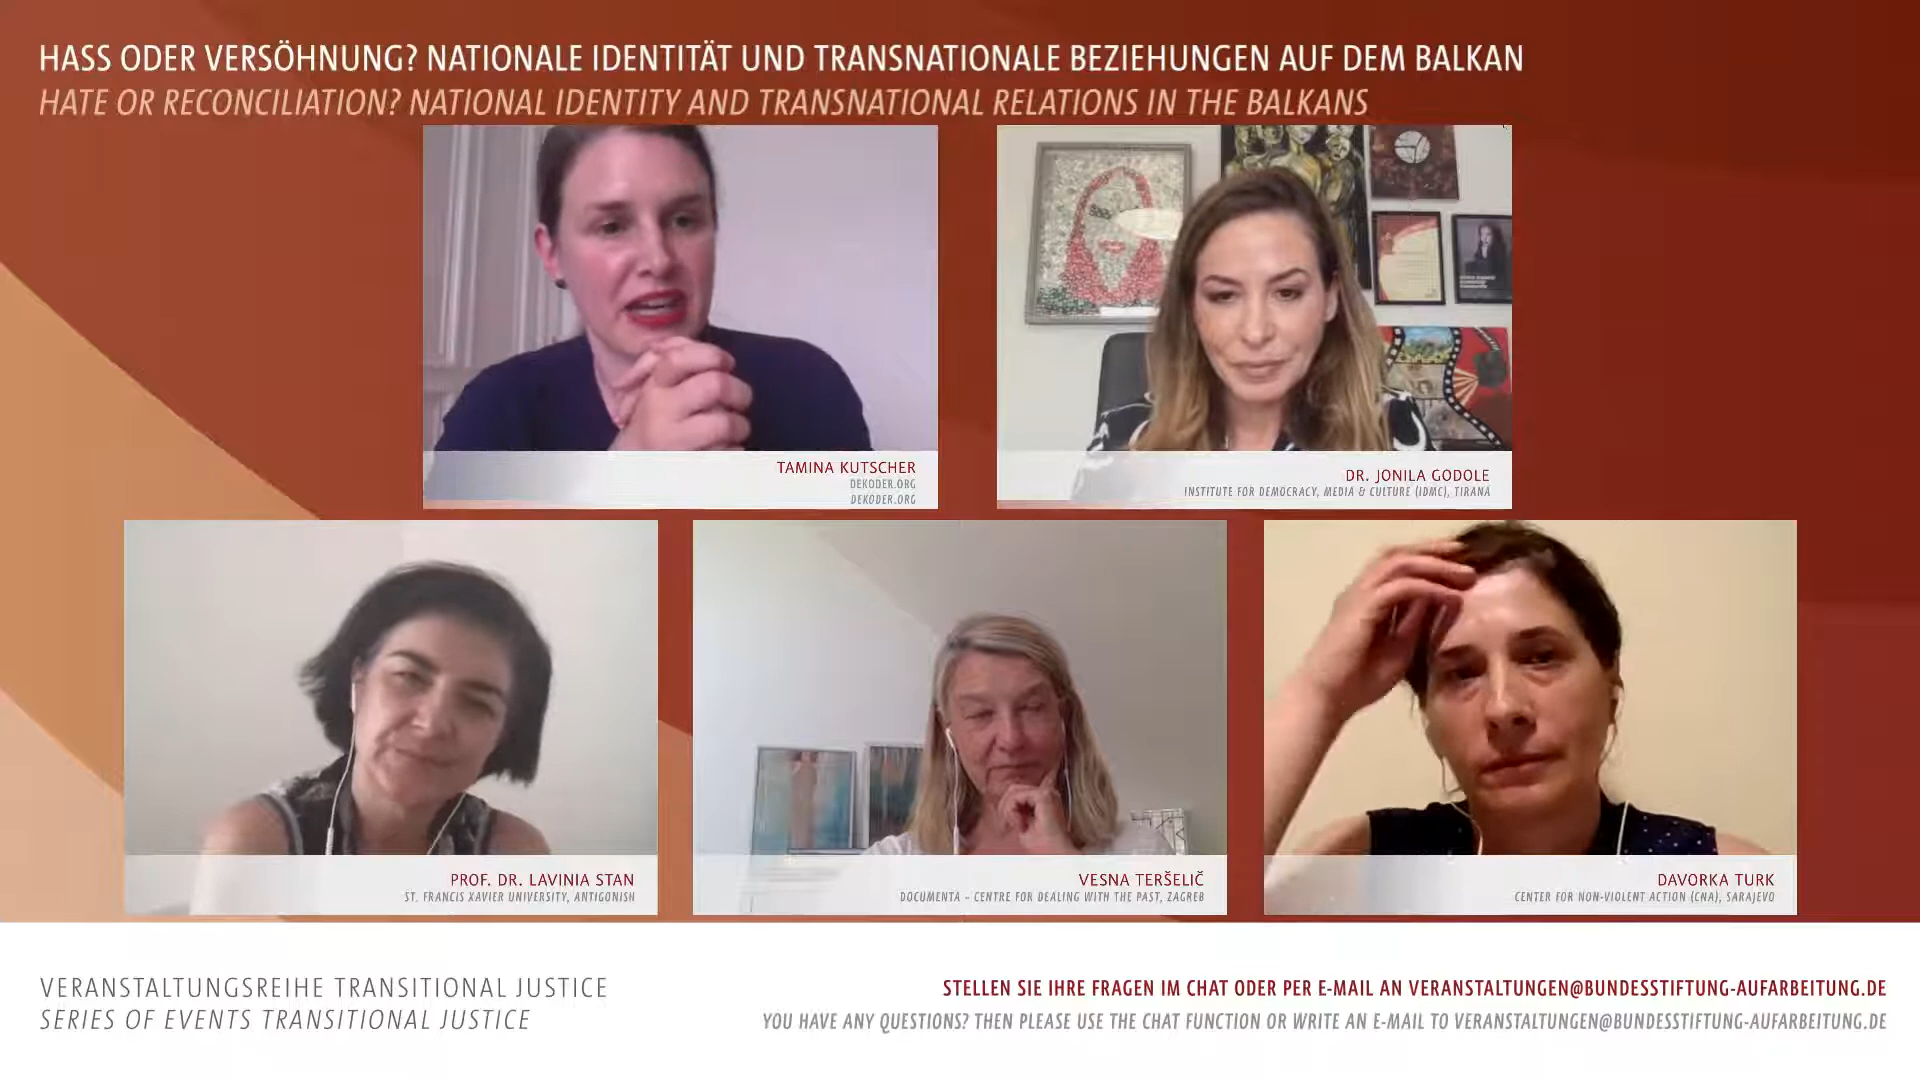 HASS ODER VERSÖHNUNG? NATIONALE IDENTITÄT UND TRANSNATIONALE BEZIEHUNGEN AUF DEM BALKAN
HATE OR RECONCILIATION? NATIONAL IDENTITY AND TRANSNATIONAL RELATIONS IN THE BALKANS
TAMINA KUTSCHER
DEKODER.ORG
DEKODER.ORG
DR. JONILA GODOLE
INSTITUTE FOR DEMOCRACY, MEDIA & CULTURE (IDMC), TIRANA
PROF. DR. LAVINIA STAN
ST. FRANCIS XAVIER UNIVERSITY, ANTIGONISH
VESNA TERŠELIČ
DOCUMENTA – CENTRE FOR DEALING WITH THE PAST, ZAGREB
DAVORKA TURK
CENTER FOR NON-VIOLENT ACTION (CNA), SARAJEVO
VERANSTALTUNGSREIHE TRANSITIONAL JUSTICE
SERIES OF EVENTS TRANSITIONAL JUSTICE
STELLEN SIE IHRE FRAGEN IM CHAT ODER PER E-MAIL AN VERANSTALTUNGEN@BUNDESSTIFTUNG-AUFARBEITUNG.DE
YOU HAVE ANY QUESTIONS? THEN PLEASE USE THE CHAT FUNCTION OR WRITE AN E-MAIL TO VERANSTALTUNGEN@BUNDESSTIFTUNG-AUFARBEITUNG.DE